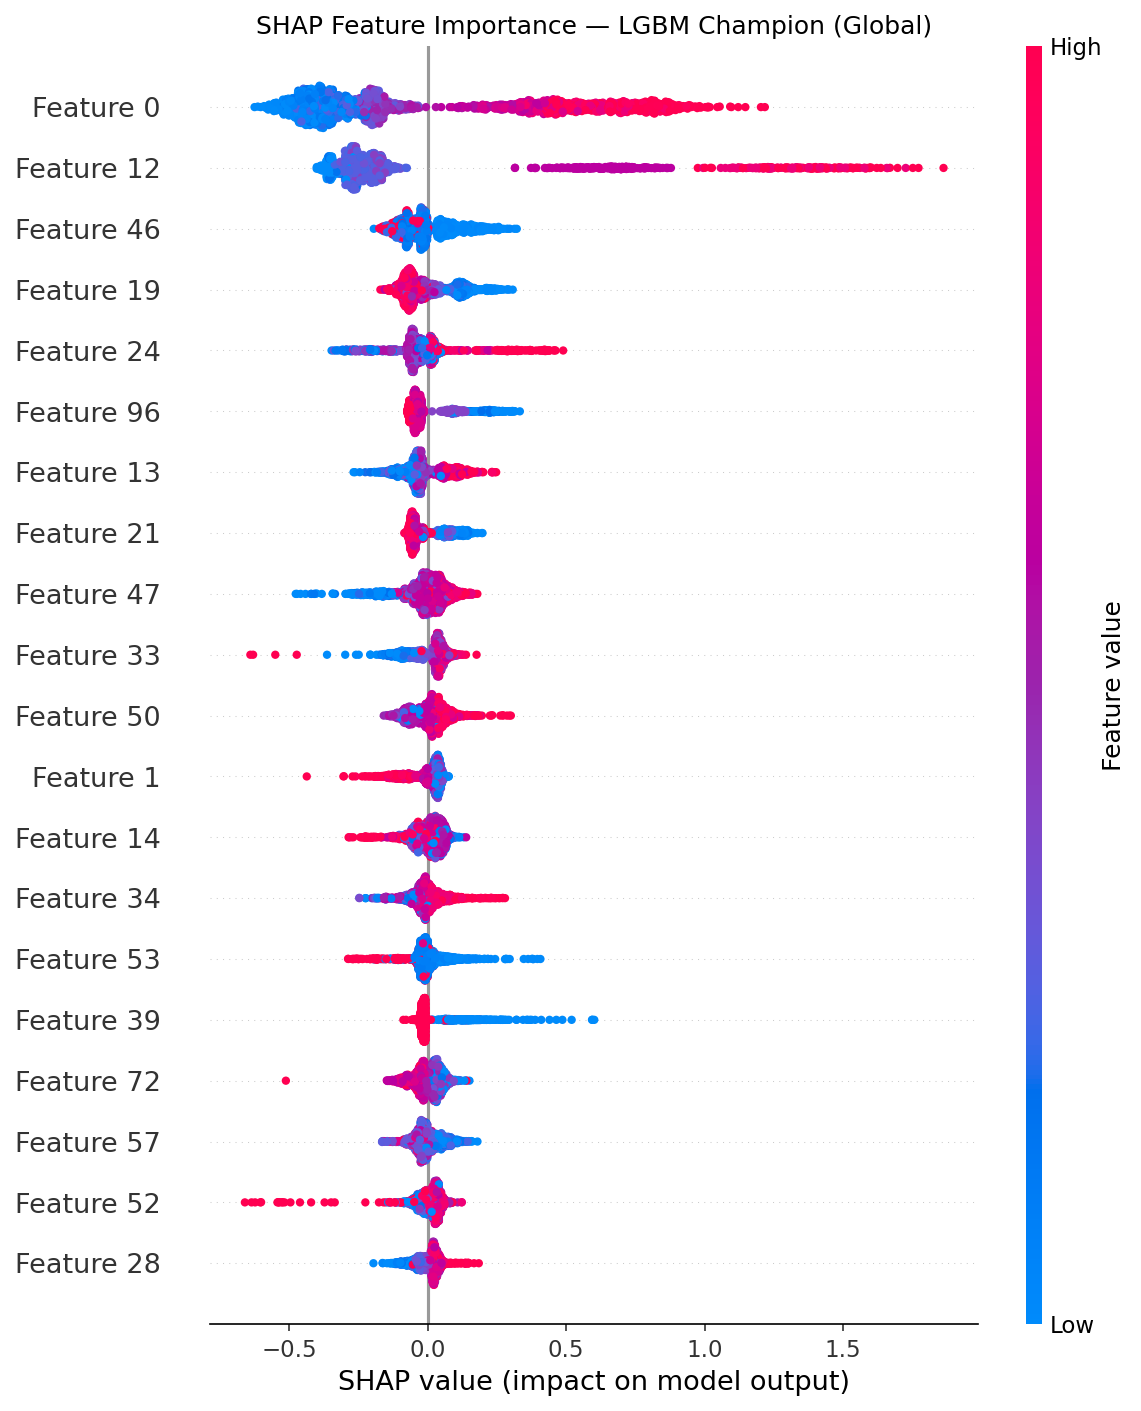 SHAP Feature Importance — LGBM Champion (Global)
High
Feature 0
Feature 12
Feature 46
Feature 19
Feature 24
Feature 96
Feature 13
Feature 21
Feature 47
Feature 33
Feature 50
Feature 1
Feature 14
Feature 34
Feature 53
Feature 39
Feature 72
Feature 57
Feature 52
Feature 28
Feature value
Low
−0.5 0.0 0.5 1.0 1.5
SHAP value (impact on model output)